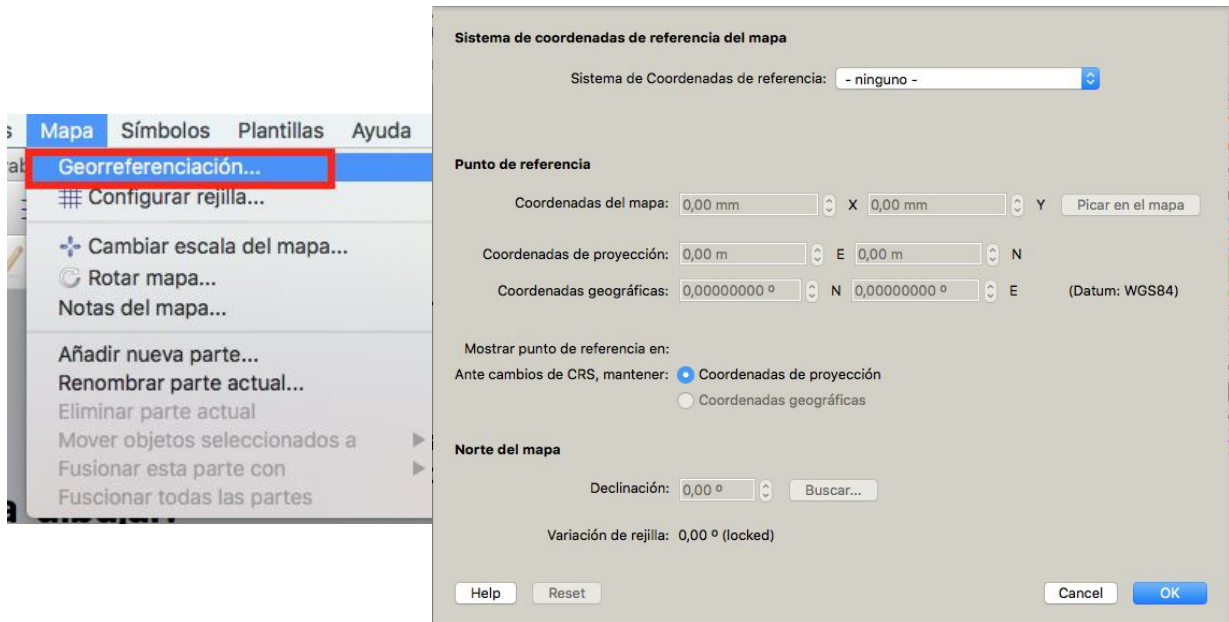 Mapa Símbolos Plantillas Ayuda
Georreferenciación...
Configurar rejilla...
Cambiar escala del mapa...
Rotar mapa...
Notas del mapa...
Añadir nueva parte...
Renombrar parte actual...
Eliminar parte actual
Mover objetos seleccionados a
Fusionar esta parte con
Fuscionar todas las partes
Sistema de coordenadas de referencia del mapa
Sistema de Coordenadas de referencia: - ninguno -
Punto de referencia
Coordenadas del mapa: 0,00 mm X 0,00 mm Y Picar en el mapa
Coordenadas de proyección: 0,00 m E 0,00 m N
Coordenadas geográficas: 0,00000000 º N 0,00000000 º E (Datum: WGS84)
Mostrar punto de referencia en:
Ante cambios de CRS, mantener: Coordenadas de proyección
Coordenadas geográficas
Norte del mapa
Declinación: 0,00 º Buscar...
Variación de rejilla: 0,00 º (locked)
Help Reset Cancel OK